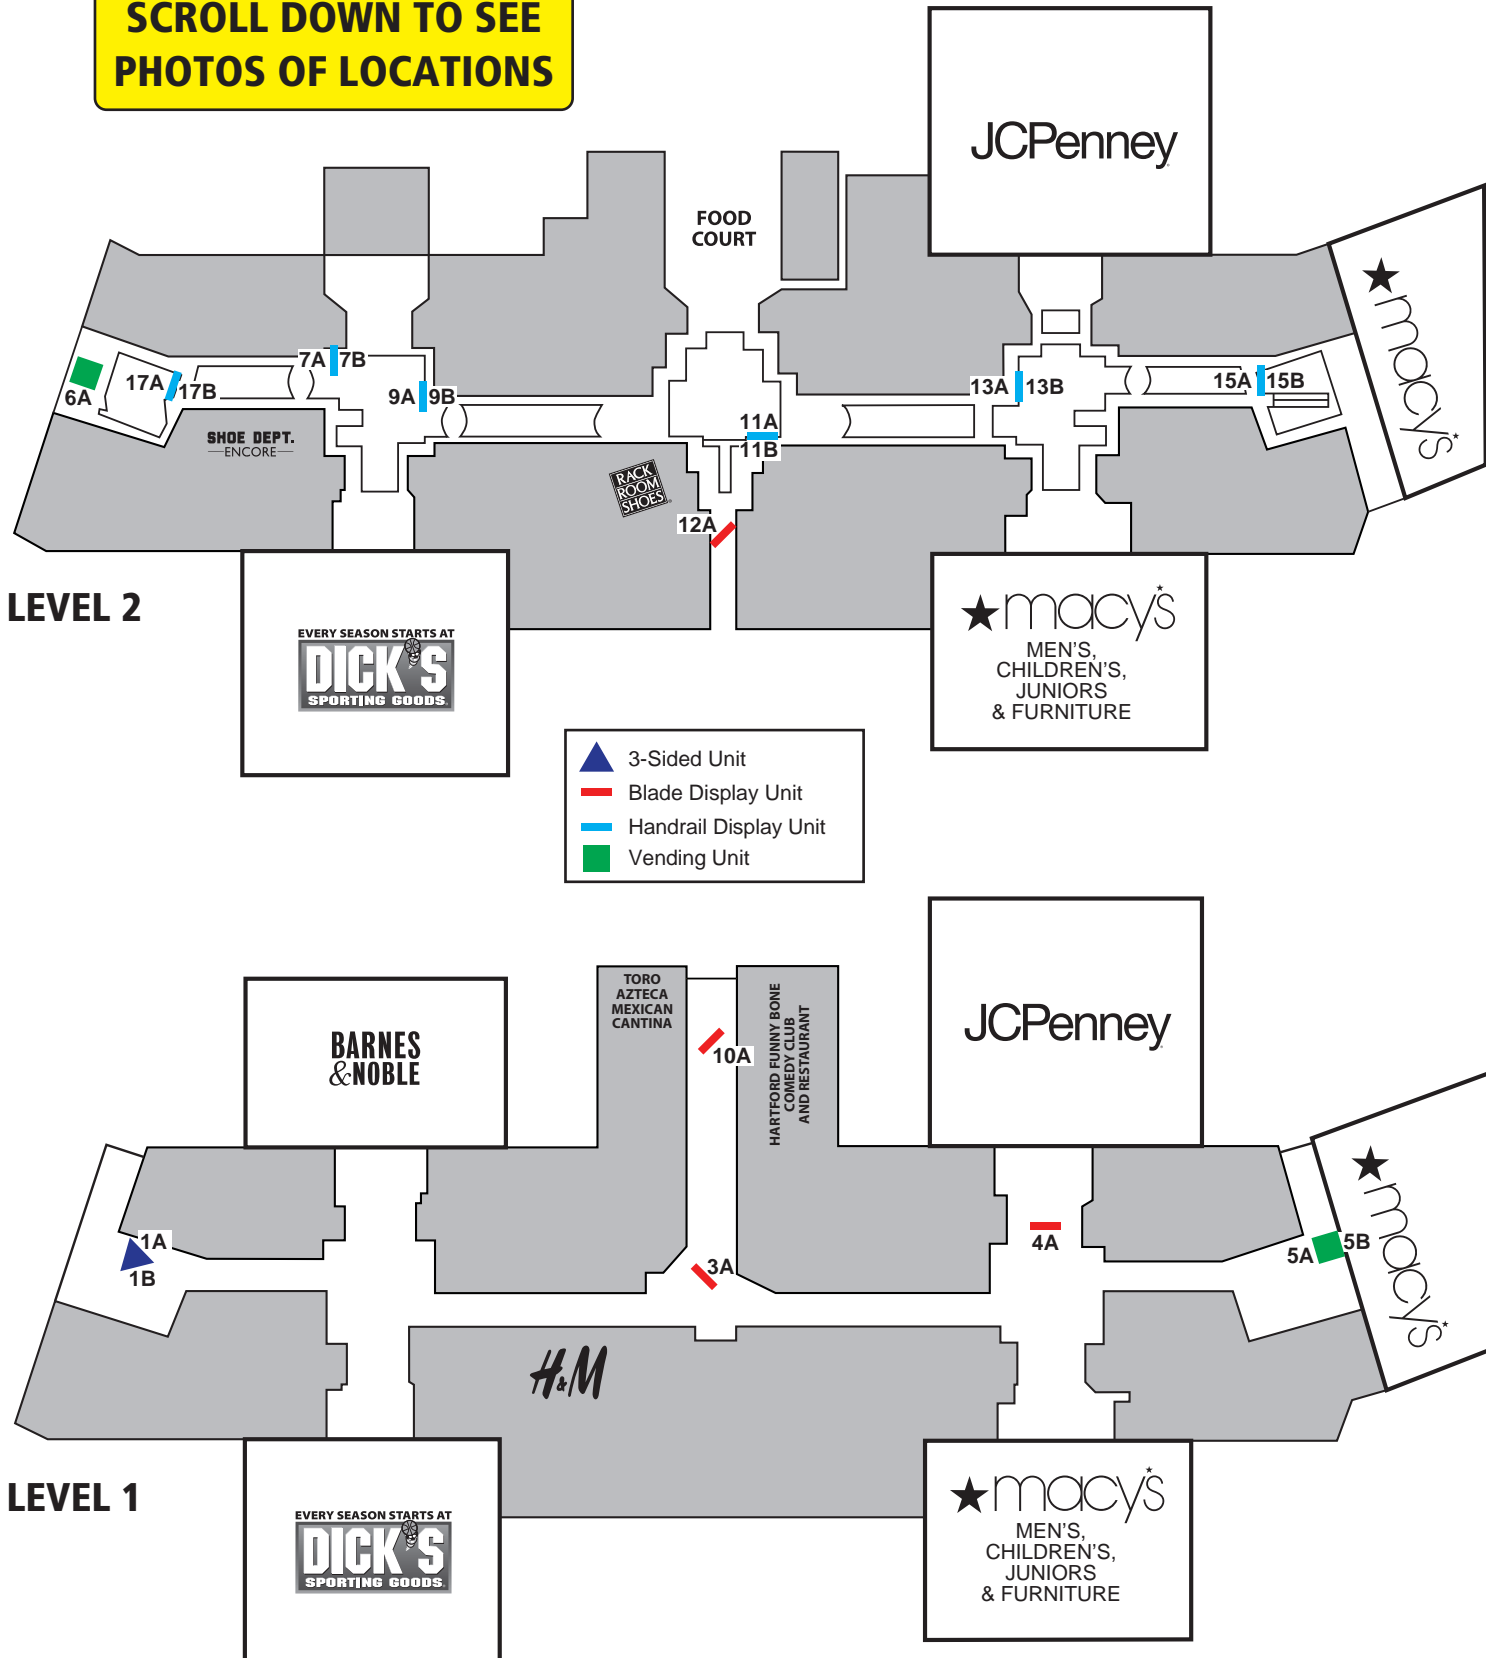 SCROLL DOWN TO SEE
PHOTOS OF LOCATIONS
JCPenney
FOOD
COURT
macy's
7A 7B
17A 17B
6A
9A 9B
13A 13B
15A 15B
11A
11B
SHOE DEPT.
ENCORE
RACK
ROOM
SHOES
12A
LEVEL 2
EVERY SEASON STARTS AT
DICK'S
SPORTING GOODS
macy's
MEN'S,
CHILDREN'S,
JUNIORS
& FURNITURE
3-Sided Unit
Blade Display Unit
Handrail Display Unit
Vending Unit
BARNES
&NOBLE
TORO
AZTECA
MEXICAN
CANTINA
HARTFORD FUNNY BONE
COMEDY CLUB
AND RESTAURANT
10A
JCPenney
macy's
1A
1B
3A
4A
5A 5B
H&M
LEVEL 1
EVERY SEASON STARTS AT
DICK'S
SPORTING GOODS
macy's
MEN'S,
CHILDREN'S,
JUNIORS
& FURNITURE